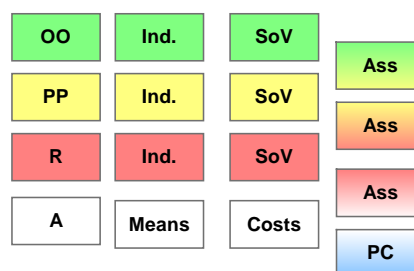 OO Ind. SoV
Ass
PP Ind. SoV
Ass
R Ind. SoV
Ass
A Means Costs
PC